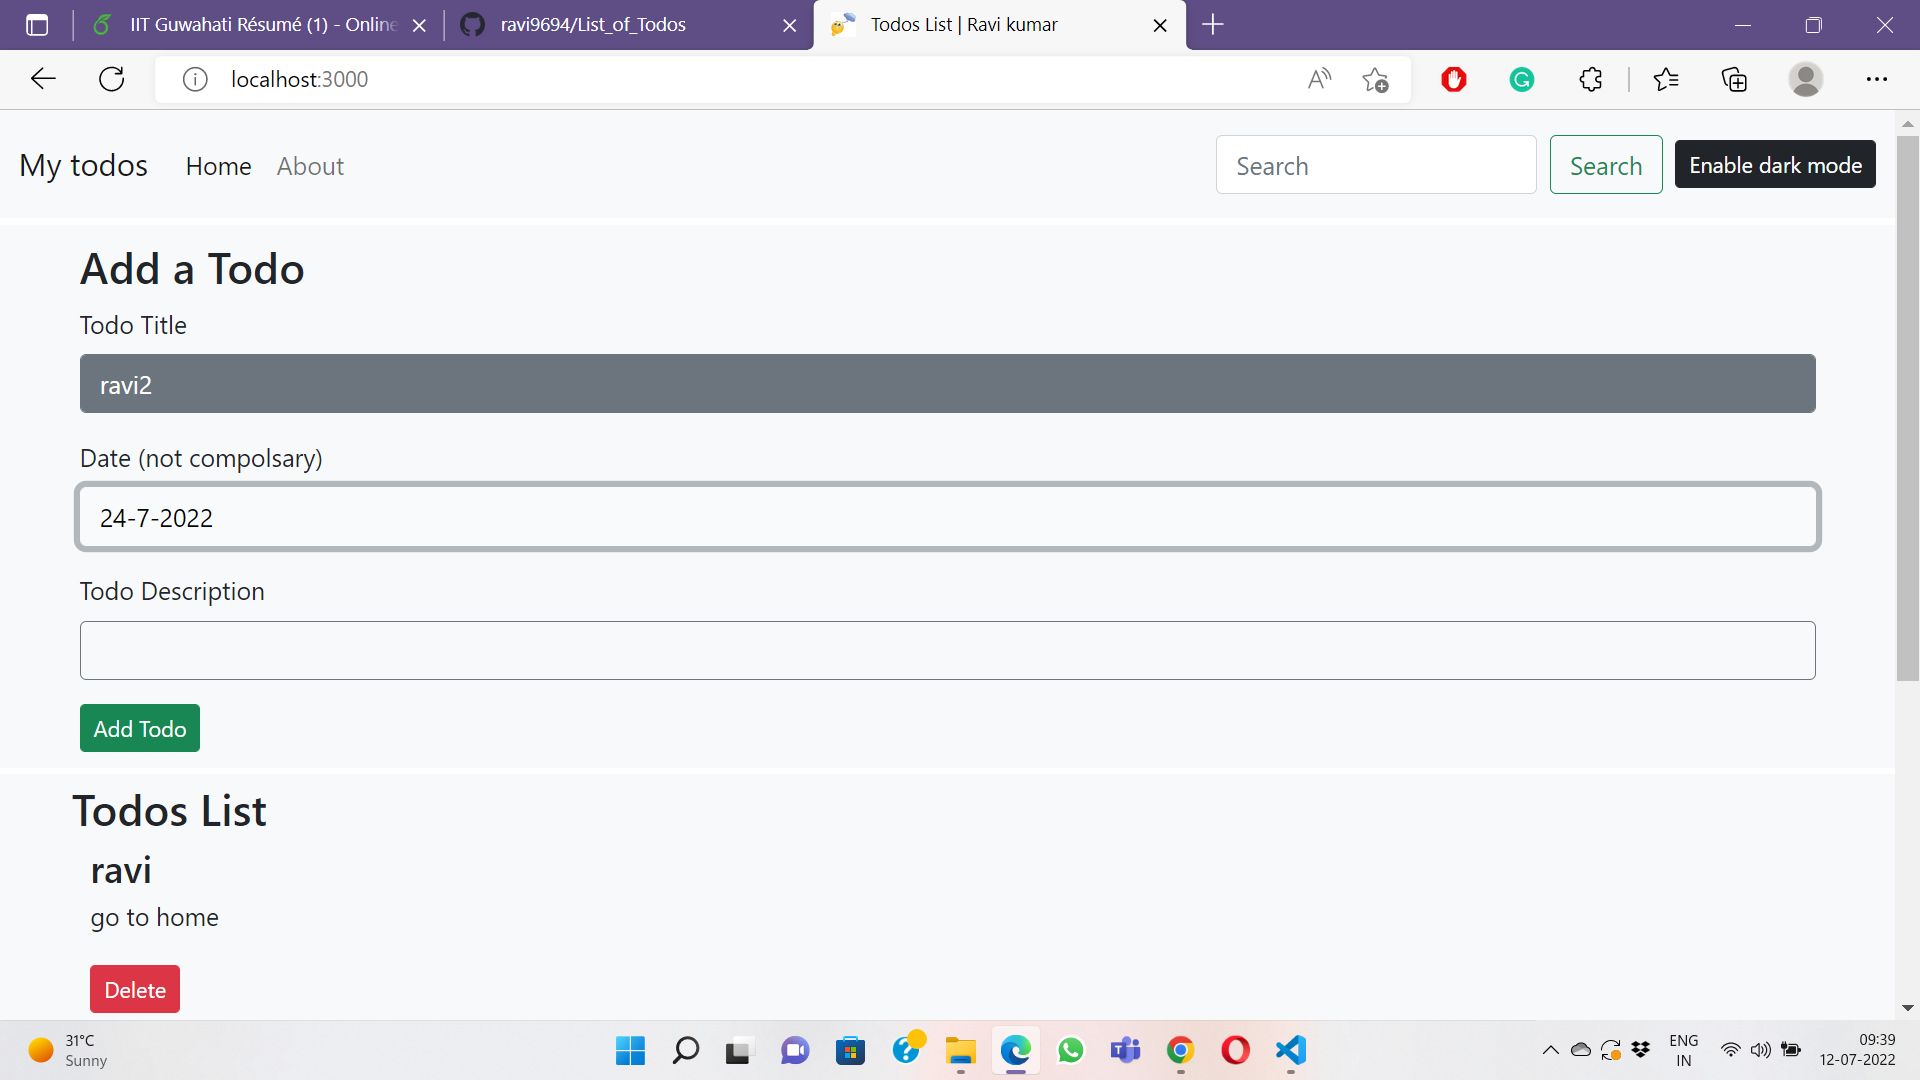 IIT Guwahati Résumé (1) - Online
ravi9694/List_of_Todos
Todos List | Ravi kumar
localhost:3000
My todos
Home
About
Search
Search
Enable dark mode
Add a Todo
Todo Title
ravi2
Date (not compolsary)
24-7-2022
Todo Description
Add Todo
Todos List
ravi
go to home
Delete
31°C
Sunny
ENG
IN
09:39
12-07-2022